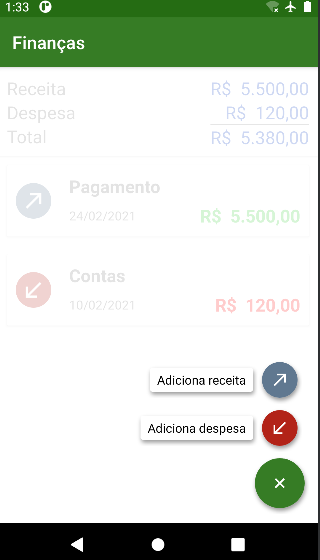 1:33
Finanças
Receita R$ 5.500,00
Despesa R$ 120,00
Total R$ 5.380,00
Pagamento
24/02/2021 R$ 5.500,00
Contas
10/02/2021 R$ 120,00
Adiciona receita
Adiciona despesa